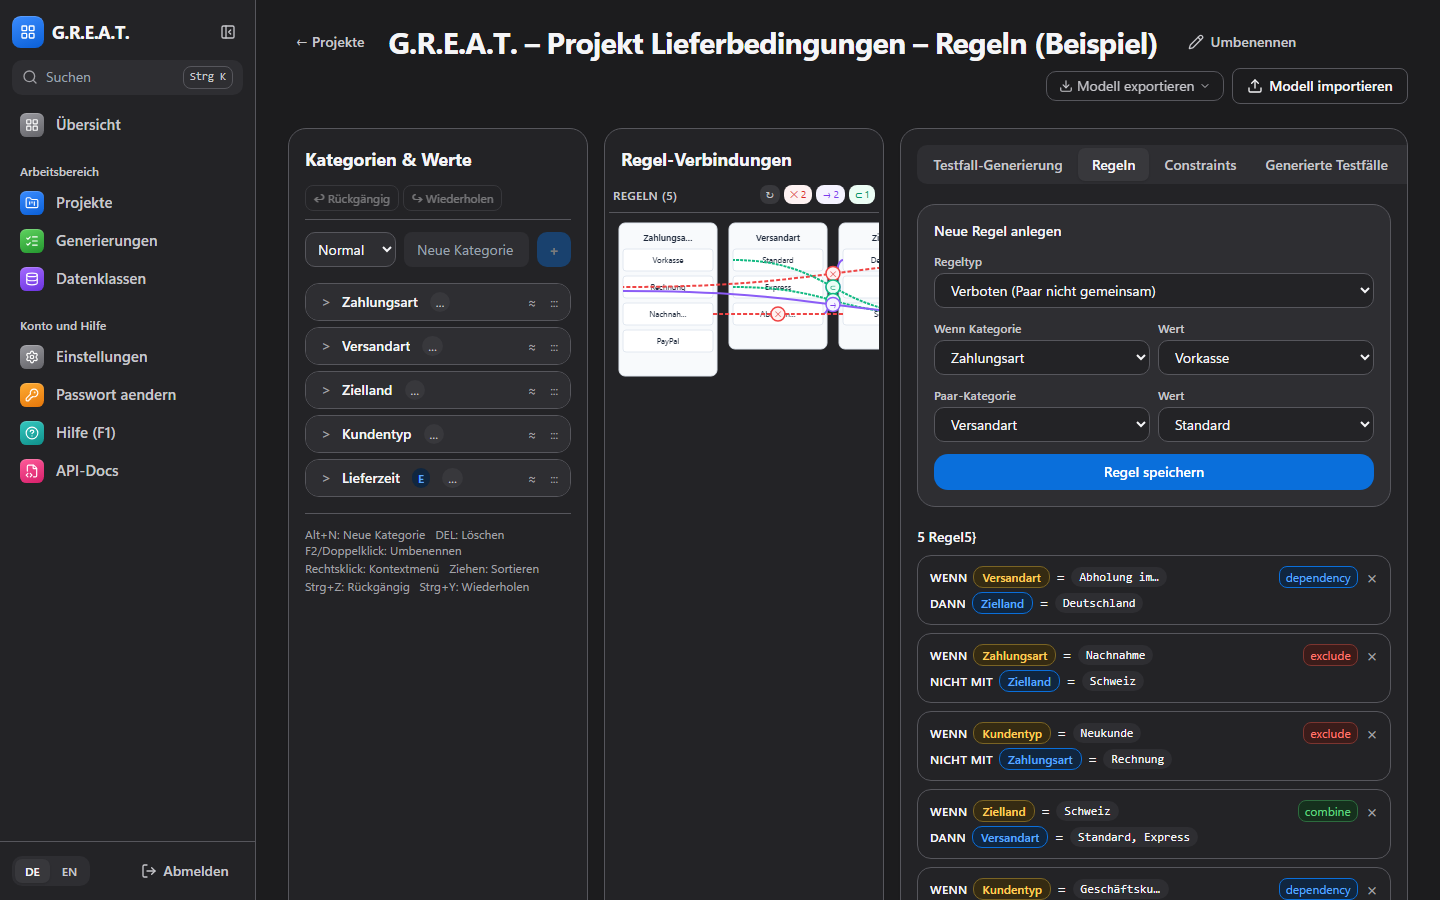 G.R.E.A.T.
Suchen
Strg K
Übersicht
Arbeitsbereich
Projekte
Generierungen
Datenklassen
Konto und Hilfe
Einstellungen
Passwort aendern
Hilfe (F1)
API-Docs
DE EN
Abmelden
← Projekte
G.R.E.A.T. – Projekt Lieferbedingungen – Regeln (Beispiel)
Umbenennen
Modell exportieren
Modell importieren
Kategorien & Werte
Rückgängig
Wiederholen
Normal
Neue Kategorie
+
> Zahlungsart ...
> Versandart ...
> Zielland ...
> Kundentyp ...
> Lieferzeit E ...
Alt+N: Neue Kategorie DEL: Löschen
F2/Doppelklick: Umbenennen
Rechtsklick: Kontextmenü Ziehen: Sortieren
Strg+Z: Rückgängig Strg+Y: Wiederholen
Regel-Verbindungen
REGELN (5)
↻ ✕ 2 → 2 ⊂ 1
Zahlungsa...
Vorkasse
Rechnung
Nachnah...
PayPal
Versandart
Standard
Express
Testfall-Generierung
Regeln
Constraints
Generierte Testfälle
Neue Regel anlegen
Regeltyp
Verboten (Paar nicht gemeinsam)
Wenn Kategorie Wert
Zahlungsart Vorkasse
Paar-Kategorie Wert
Versandart Standard
Regel speichern
5 Regel5}
WENN Versandart = Abholung im… dependency ×
DANN Zielland = Deutschland
WENN Zahlungsart = Nachnahme exclude ×
NICHT MIT Zielland = Schweiz
WENN Kundentyp = Neukunde exclude ×
NICHT MIT Zahlungsart = Rechnung
WENN Zielland = Schweiz combine ×
DANN Versandart = Standard, Express
WENN Kundentyp = Geschäftsku… dependency ×